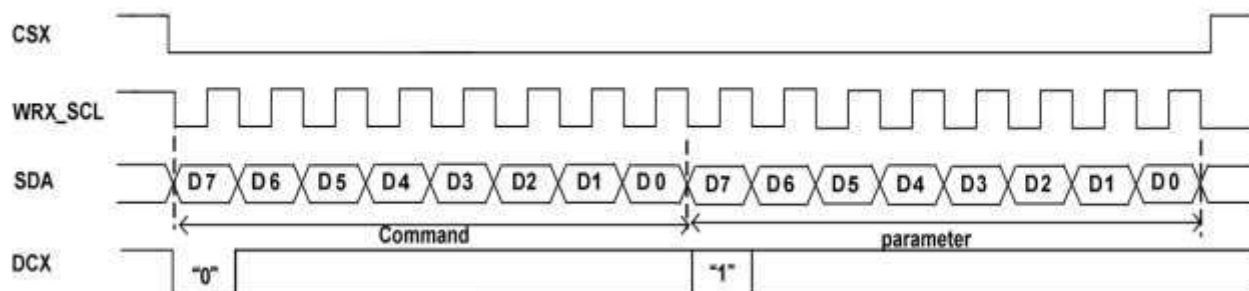 CSX
WRX_SCL
SDA D7 D6 D5 D4 D3 D2 D1 D0 D7 D6 D5 D4 D3 D2 D1 D0
Command parameter
DCX "0" "1"